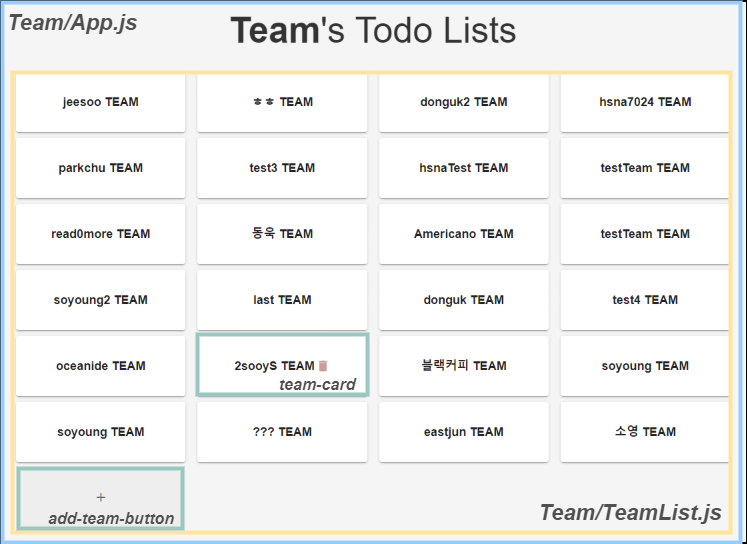 Team/App.js
Team's Todo Lists
jeesoo TEAM
ㅎㅎ TEAM
donguk2 TEAM
hsna7024 TEAM
parkchu TEAM
test3 TEAM
hsnaTest TEAM
testTeam TEAM
read0more TEAM
동욱 TEAM
Americano TEAM
testTeam TEAM
soyoung2 TEAM
last TEAM
donguk TEAM
test4 TEAM
oceanide TEAM
2sooyS TEAM
team-card
블랙커피 TEAM
soyoung TEAM
soyoung TEAM
??? TEAM
eastjun TEAM
소영 TEAM
+
add-team-button
Team/TeamList.js